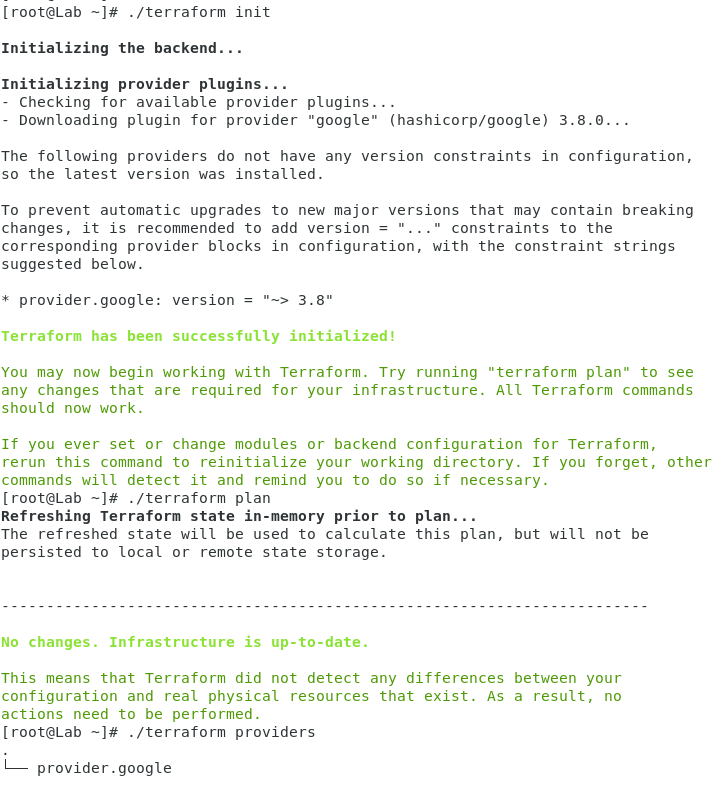 [root@Lab ~]# ./terraform init
Initializing the backend...
Initializing provider plugins...
- Checking for available provider plugins...
- Downloading plugin for provider "google" (hashicorp/google) 3.8.0...
The following providers do not have any version constraints in configuration,
so the latest version was installed.
To prevent automatic upgrades to new major versions that may contain breaking
changes, it is recommended to add version = "..." constraints to the
corresponding provider blocks in configuration, with the constraint strings
suggested below.
* provider.google: version = "~> 3.8"
Terraform has been successfully initialized!
You may now begin working with Terraform. Try running "terraform plan" to see
any changes that are required for your infrastructure. All Terraform commands
should now work.
If you ever set or change modules or backend configuration for Terraform,
rerun this command to reinitialize your working directory. If you forget, other
commands will detect it and remind you to do so if necessary.
[root@Lab ~]# ./terraform plan
Refreshing Terraform state in-memory prior to plan...
The refreshed state will be used to calculate this plan, but will not be
persisted to local or remote state storage.
------------------------------------------------------------------------
No changes. Infrastructure is up-to-date.
This means that Terraform did not detect any differences between your
configuration and real physical resources that exist. As a result, no
actions need to be performed.
[root@Lab ~]# ./terraform providers
.
└── provider.google